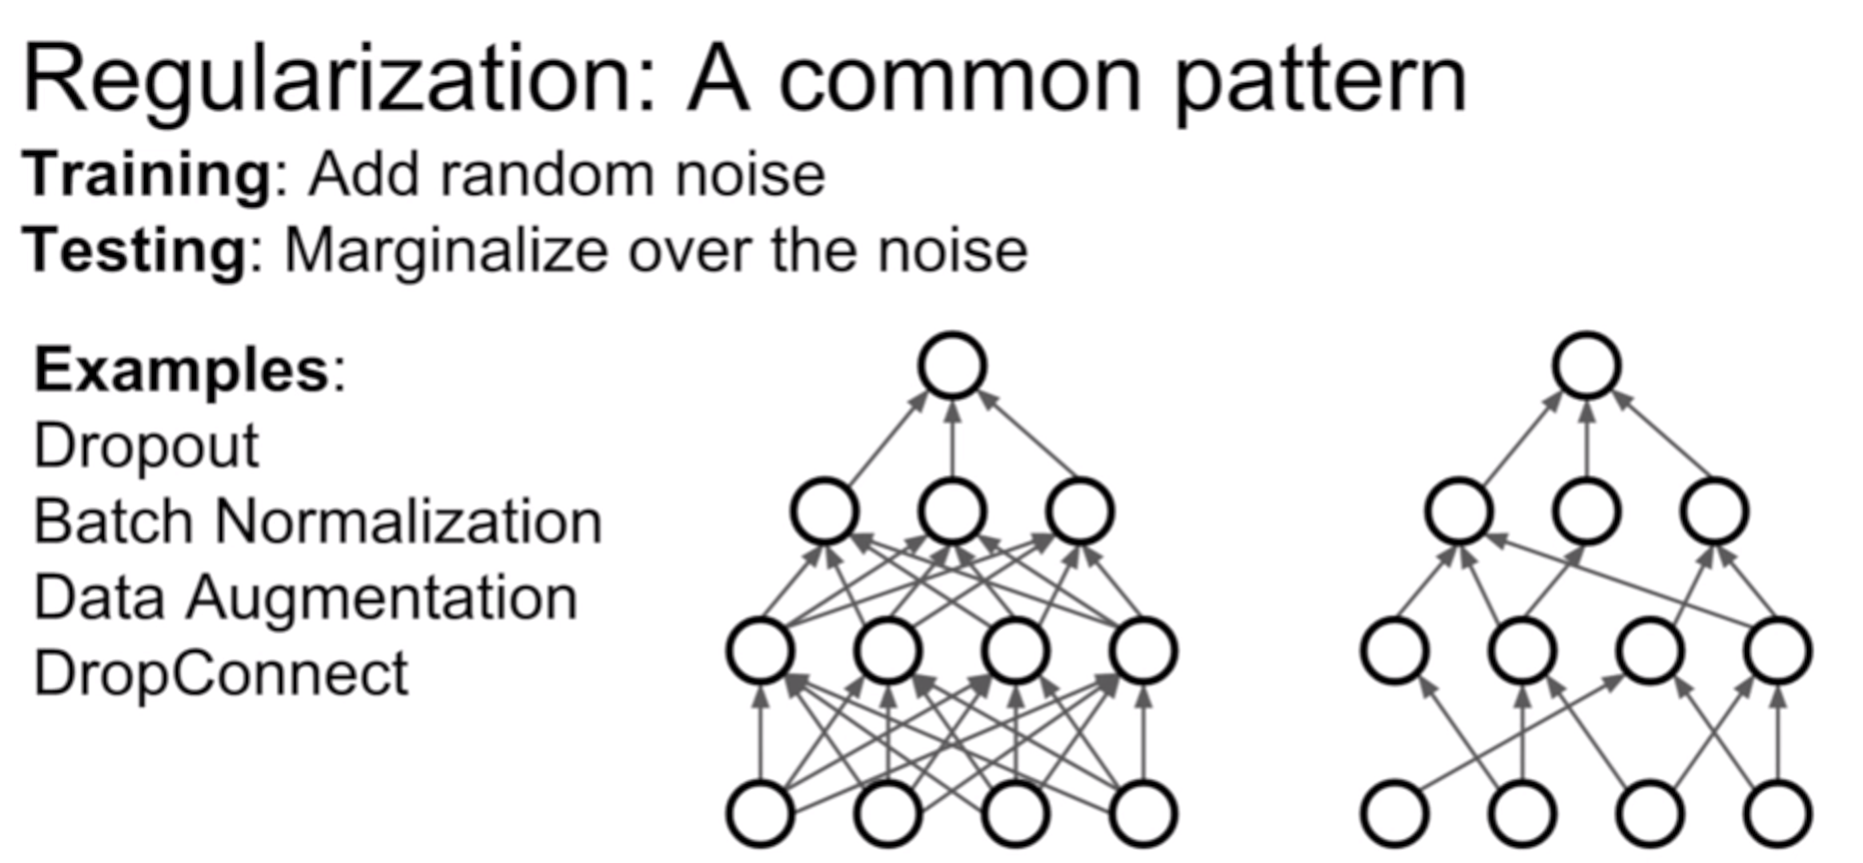 Regularization: A common pattern
Training: Add random noise
Testing: Marginalize over the noise
Examples:
Dropout
Batch Normalization
Data Augmentation
DropConnect